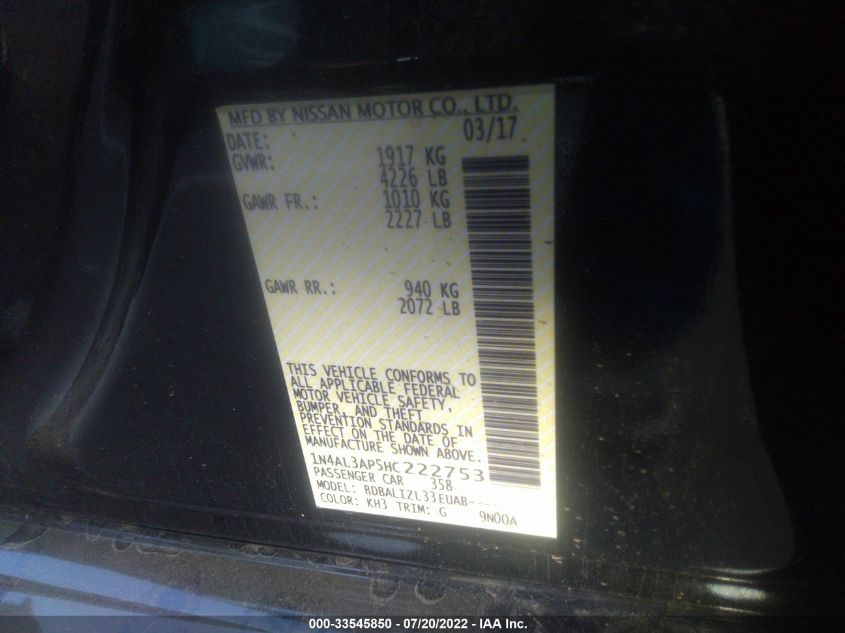 MFD BY NISSAN MOTOR CO., LTD.
DATE: 03/17
GVWR: 1917 KG
4226 LB
GAWR FR.: 1010 KG
2227 LB
GAWR RR.: 940 KG
2072 LB
THIS VEHICLE CONFORMS TO
ALL APPLICABLE FEDERAL
MOTOR VEHICLE SAFETY,
BUMPER, AND THEFT
PREVENTION STANDARDS IN
EFFECT ON THE DATE OF
MANUFACTURE SHOWN ABOVE.
1N4AL3AP5HC222753
PASSENGER CAR 358
MODEL: BDBALIZL33EUAB-----
COLOR: KH3 TRIM: G 9N00A
000-33545850 - 07/20/2022 - IAA Inc.